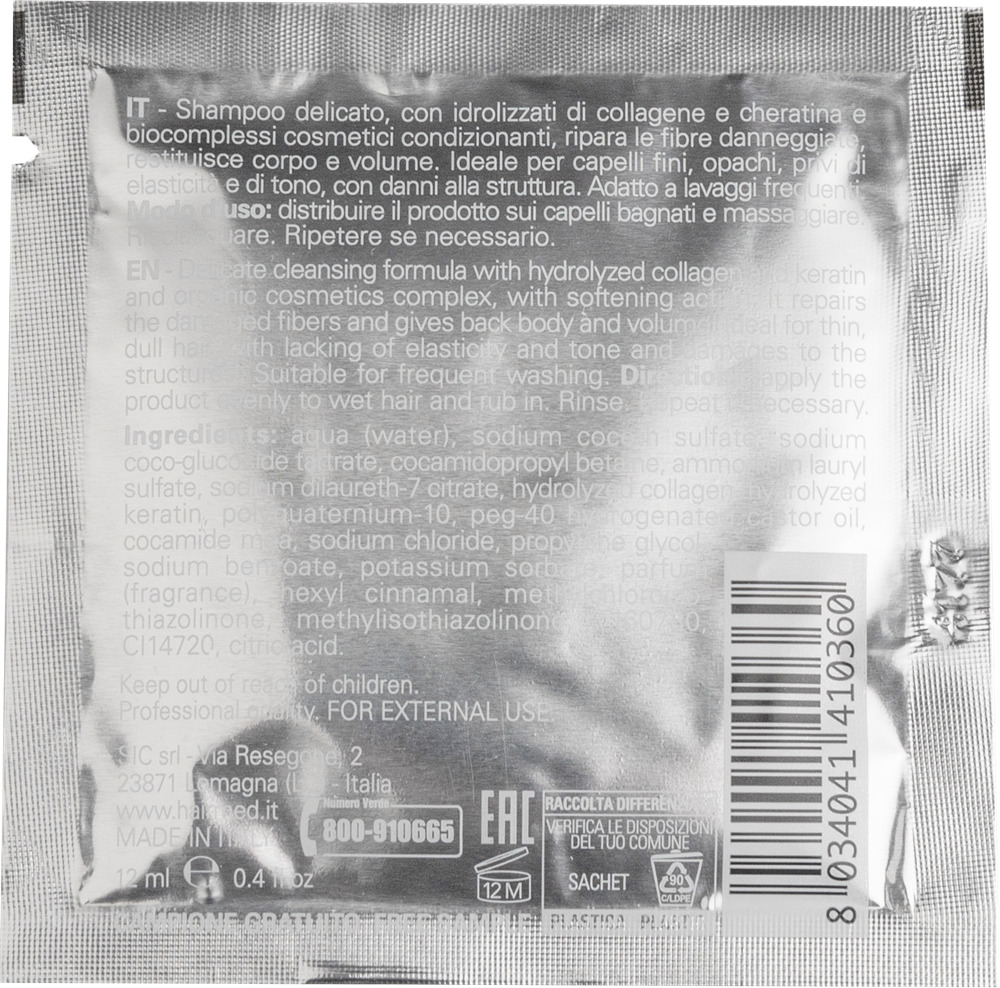 IT - Shampoo delicato, con idrolizzati di collagene e cheratina e
biocomplessi cosmetici condizionanti, ripara le fibre danneggiate,
restituisce corpo e volume. Ideale per capelli fini, opachi, privi di
elasticità e di tono, con danni alla struttura. Adatto a lavaggi frequenti.
Modo d'uso: distribuire il prodotto sui capelli bagnati e massaggiare.
Risciacquare. Ripetere se necessario.
EN - Delicate cleansing formula with hydrolyzed collagen and keratin
and organic cosmetics complex, with softening action. It repairs
the damaged fibers and gives back body ànd volume. Ideal for thin,
dull hair with lacking of elasticity and tone and damages to the
structure. Suitable for frequent washing. Directions: apply the
product evenly to wet hair and rub in. Rinse. Repeat necessary.
Ingredients: aqua (water), sodium coceth sulfate, sodium
coco-glucoside tartrate, cocamidopropyl betaine, ammonium lauryl
sulfate, sodium dilaureth-7 citrate, hydrolyzed collagen, hydrolyzed
keratin, polyquaternium-10, peg-40 hydrogenated castor oil,
cocamide mea, sodium chloride, propylene glycol,
sodium benzoate, potassium sorbate, parfum
(fragrance), hexyl cinnamal, methylchloroiso
thiazolinone, methylisothiazolinone,
CI14720, citric acid.
Keep out of reach of children.
Professional quality. FOR EXTERNAL USE.
SIC srl - Via Resegone, 2
23871 Lomagna - Italia
www.hairmed.it
MADE IN ITALY
Numero Verde
800-910665
12 ml e 0.4 fl oz
EAC
12 M
RACCOLTA DIFFERENZIATA
VERIFICA LE DISPOSIZIONI
DEL TUO COMUNE
SACHET
90
C/LDPE
PLASTICA
CAMPIONE GRATUITO-FREE SAMPLE
8 034041 410360